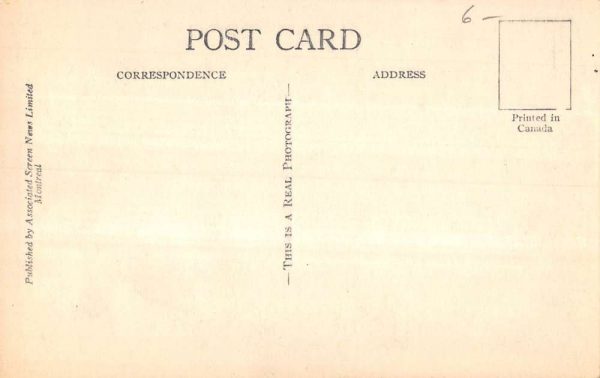 6 –
POST CARD
CORRESPONDENCE
ADDRESS
Printed in
Canada
Published by Associated Screen News Limited
Montreal
—THIS IS A REAL PHOTOGRAPH—